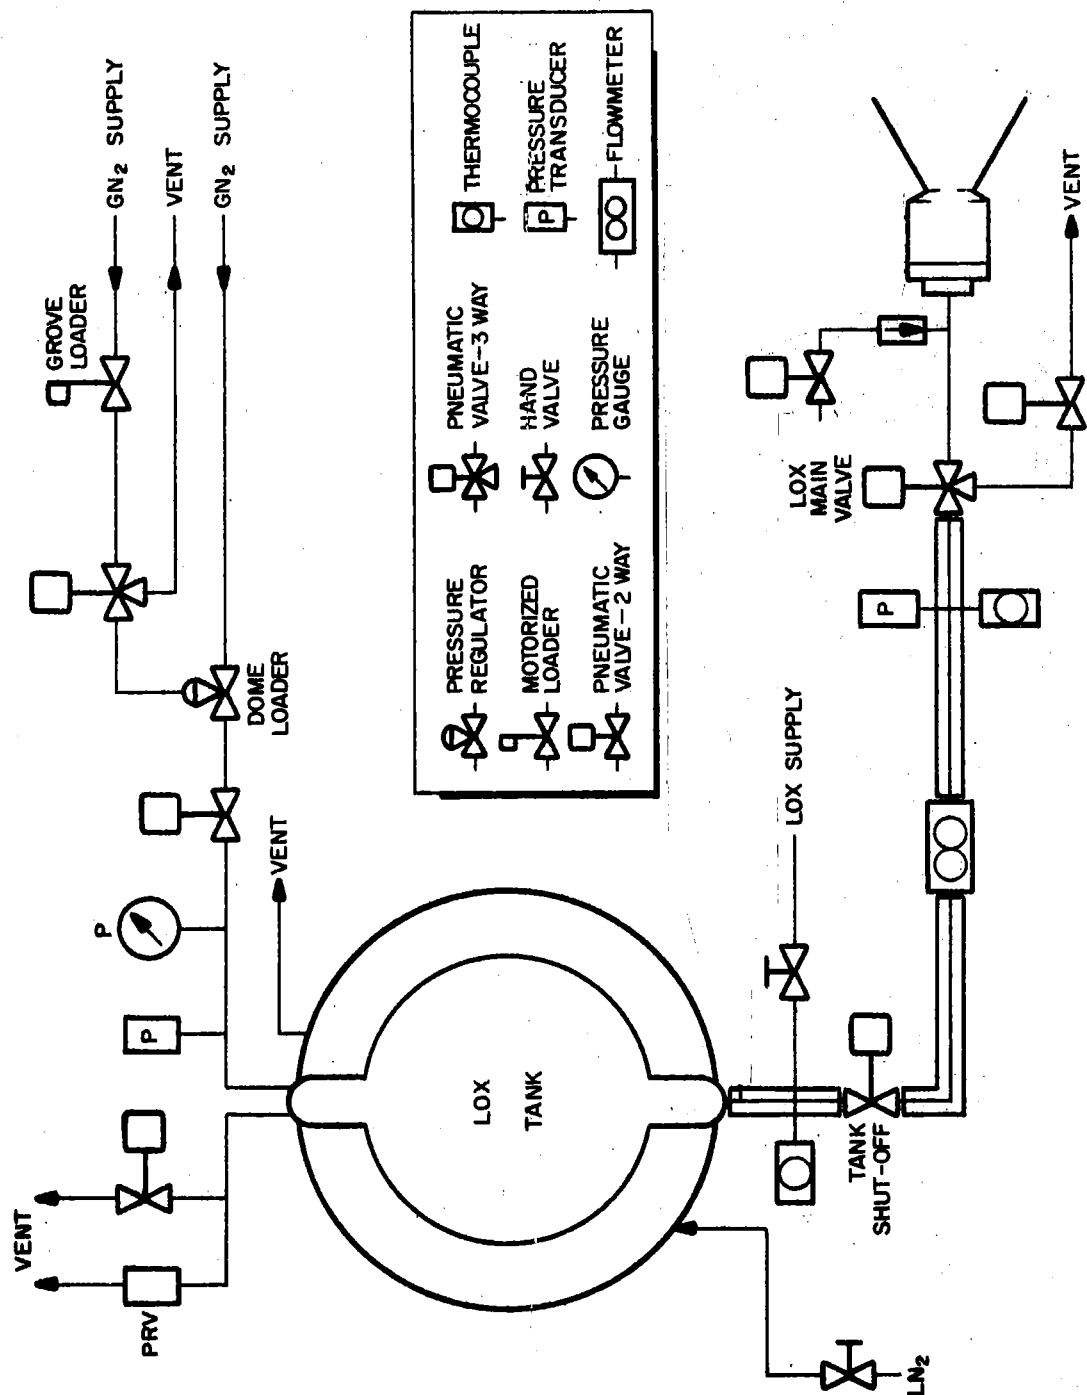 GN2 SUPPLY
VENT
GN2 SUPPLY
GROVE
LOADER
DOME
LOADER
P
P
VENT
VENT
PRV
LOX
TANK
LN2
TANK
SHUT-OFF
LOX SUPPLY
P
LOX
MAIN
VALVE
VENT
PRESSURE
REGULATOR
MOTORIZED
LOADER
PNEUMATIC
VALVE-2 WAY
PNEUMATIC
VALVE-3 WAY
HAND
VALVE
PRESSURE
GAUGE
THERMOCOUPLE
P
PRESSURE
TRANSDUCER
FLOWMETER